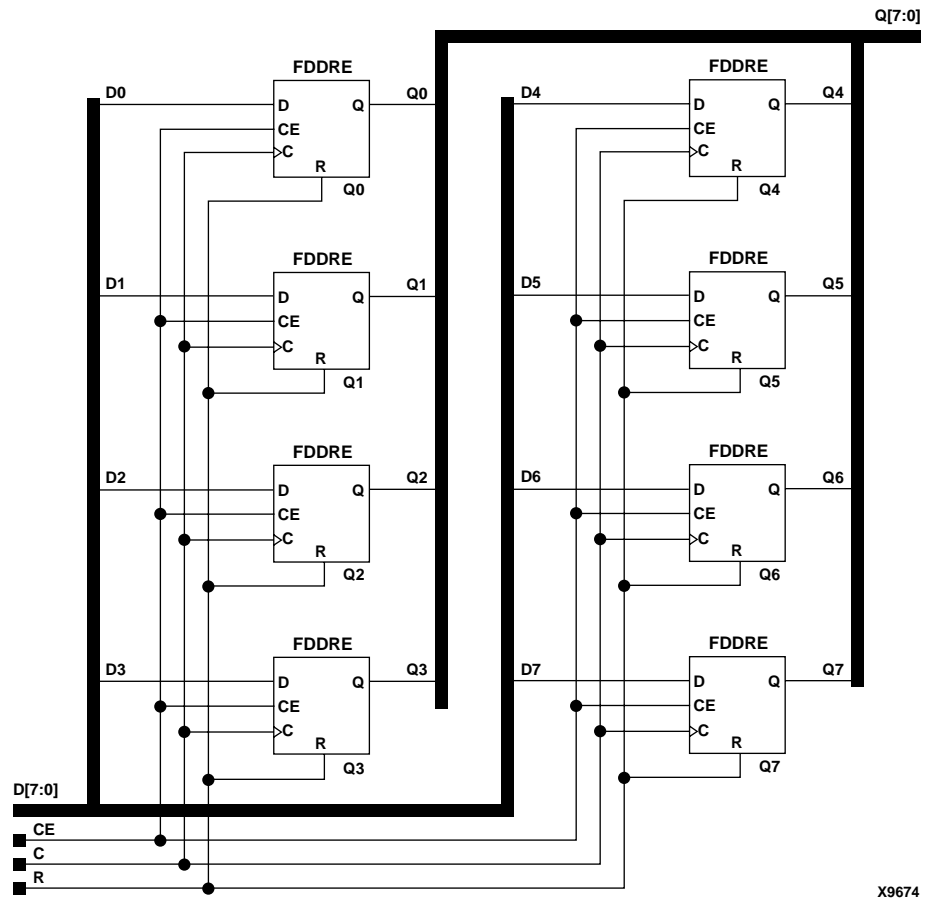 Q[7:0]
FDDRE
D0
D
Q
Q0
CE
C
R
Q0
FDDRE
D4
D
Q
Q4
CE
C
R
Q4
FDDRE
D1
D
Q
Q1
CE
C
R
Q1
FDDRE
D5
D
Q
Q5
CE
C
R
Q5
FDDRE
D2
D
Q
Q2
CE
C
R
Q2
FDDRE
D6
D
Q
Q6
CE
C
R
Q6
FDDRE
D3
D
Q
Q3
CE
C
R
Q3
FDDRE
D7
D
Q
Q7
CE
C
R
Q7
D[7:0]
CE
C
R
X9674